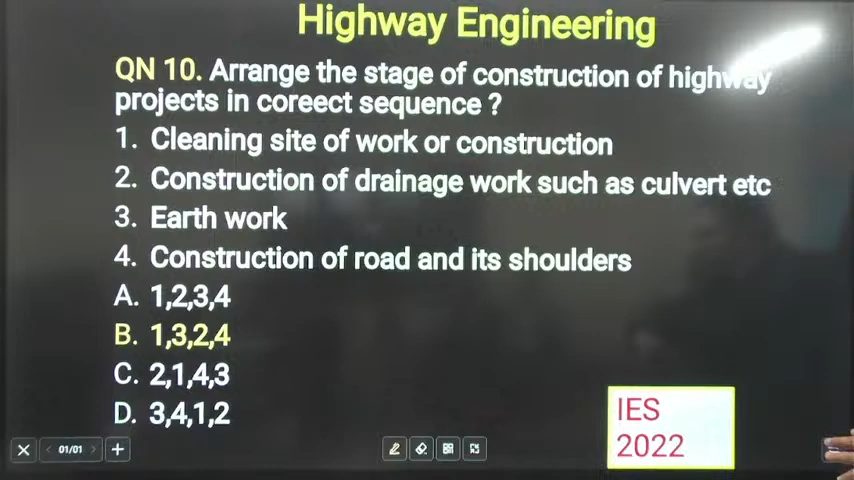 Highway Engineering
QN 10. Arrange the stage of construction of highway
projects in coreect sequence ?
1. Cleaning site of work or construction
2. Construction of drainage work such as culvert etc
3. Earth work
4. Construction of road and its shoulders
A. 1,2,3,4
B. 1,3,2,4
C. 2,1,4,3
D. 3,4,1,2
IES
2022
01/01